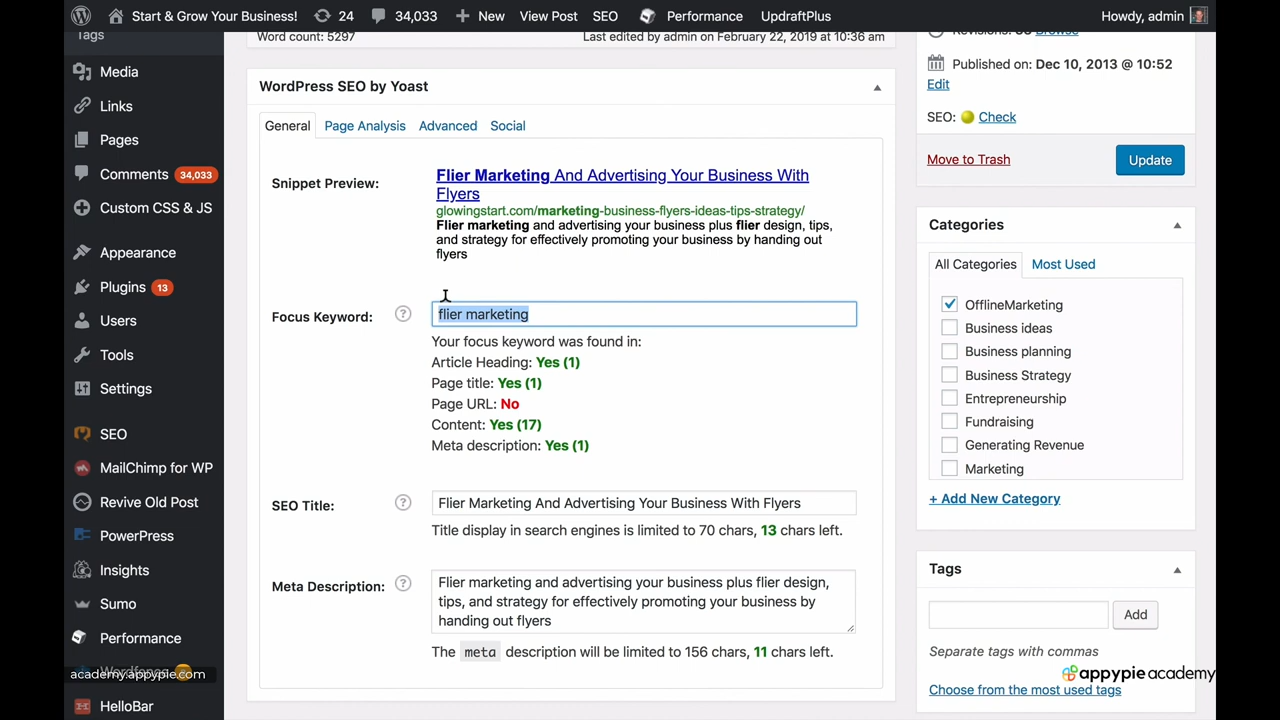 Start & Grow Your Business!
24
34,033
New
View Post
SEO
Performance
UpdraftPlus
Howdy, admin
Tags
Media
Links
Pages
Comments 34,033
Custom CSS & JS
Appearance
Plugins 13
Users
Tools
Settings
SEO
MailChimp for WP
Revive Old Post
PowerPress
Insights
Sumo
Performance
academy.appypie.com
HelloBar
Word count: 5297
Last edited by admin on February 22, 2019 at 10:36 am
WordPress SEO by Yoast
General
Page Analysis
Advanced
Social
Snippet Preview:
Flier Marketing And Advertising Your Business With
Flyers
glowingstart.com/marketing-business-flyers-ideas-tips-strategy/
Flier marketing and advertising your business plus flier design, tips,
and strategy for effectively promoting your business by handing out
flyers
Focus Keyword:
?
flier marketing
Your focus keyword was found in:
Article Heading: Yes (1)
Page title: Yes (1)
Page URL: No
Content: Yes (17)
Meta description: Yes (1)
SEO Title:
?
Flier Marketing And Advertising Your Business With Flyers
Title display in search engines is limited to 70 chars, 13 chars left.
Meta Description:
?
Flier marketing and advertising your business plus flier design,
tips, and strategy for effectively promoting your business by
handing out flyers
The meta description will be limited to 156 chars, 11 chars left.
Browse
Published on: Dec 10, 2013 @ 10:52
Edit
SEO: Check
Move to Trash
Update
Categories
All Categories
Most Used
OfflineMarketing
Business ideas
Business planning
Business Strategy
Entrepreneurship
Fundraising
Generating Revenue
Marketing
+ Add New Category
Tags
Add
Separate tags with commas
Choose from the most used tags
appypie academy